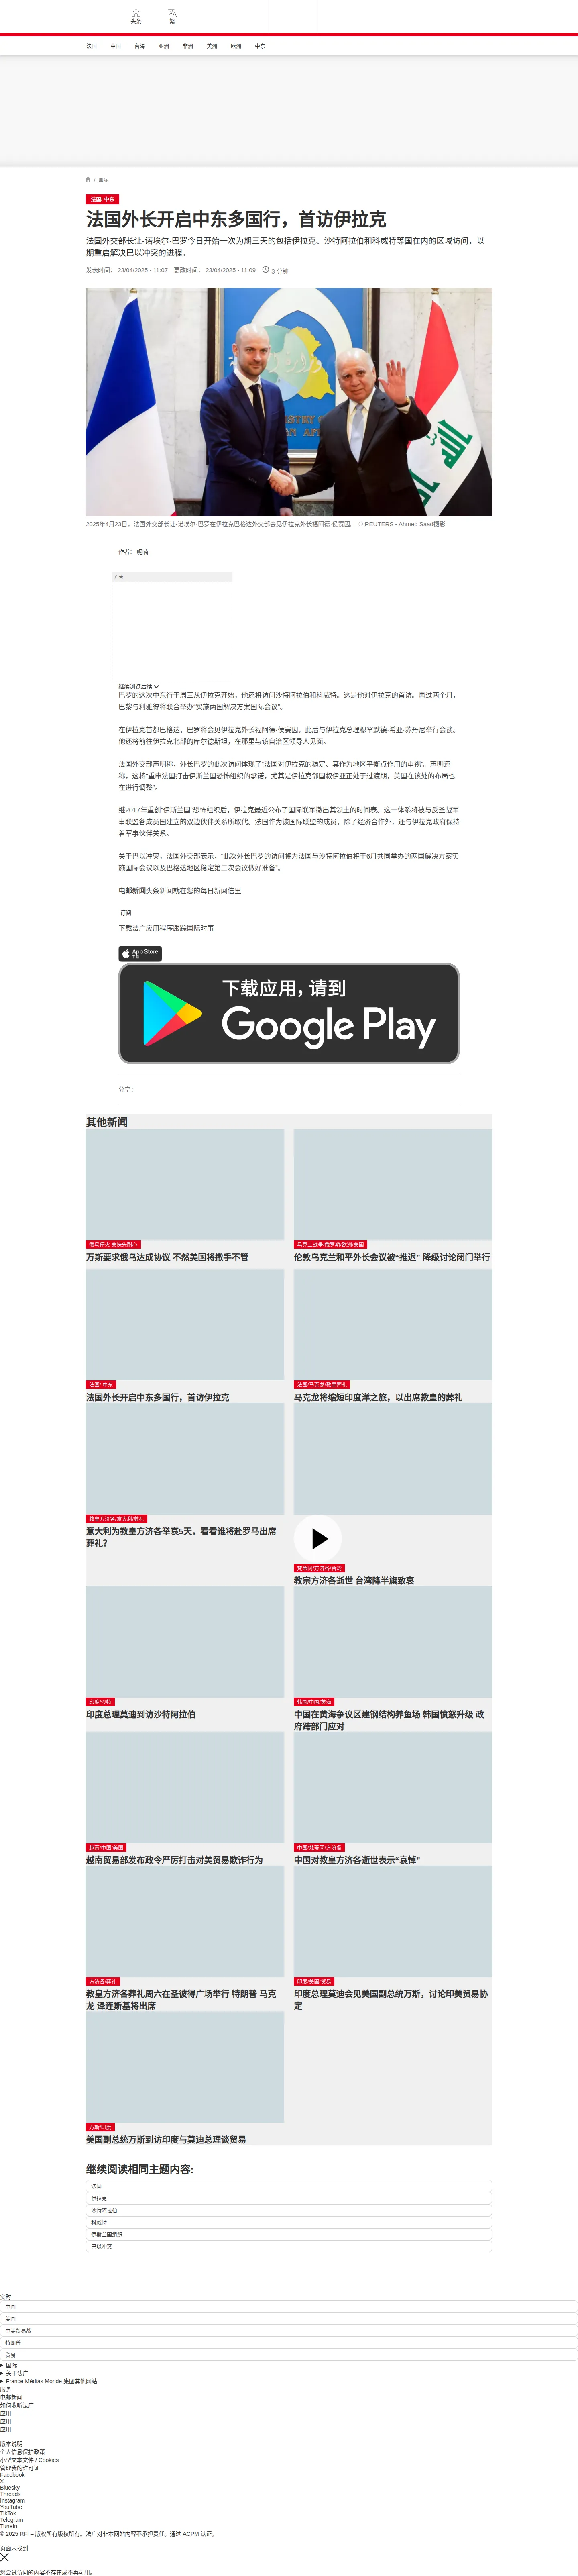 头条
繁
法国
中国
台海
亚洲
非洲
美洲
欧洲
中东
/ 国际
法国/ 中东
法国外长开启中东多国行，首访伊拉克
法国外交部长让-诺埃尔·巴罗今日开始一次为期三天的包括伊拉克、沙特阿拉伯和科威特等国在内的区域访问，以
期重启解决巴以冲突的进程。
发表时间： 23/04/2025 - 11:07 更改时间： 23/04/2025 - 11:09 3 分钟
2025年4月23日，法国外交部长让-诺埃尔·巴罗在伊拉克巴格达外交部会见伊拉克外长福阿德·侯赛因。 © REUTERS - Ahmed Saad摄影
作者： 呢喃
广告
继续浏览后续
巴罗的这次中东行于周三从伊拉克开始，他还将访问沙特阿拉伯和科威特。这是他对伊拉克的首访。再过两个月，
巴黎与利雅得将联合举办“实施两国解决方案国际会议”。
在伊拉克首都巴格达，巴罗将会见伊拉克外长福阿德·侯赛因，此后与伊拉克总理穆罕默德·希亚·苏丹尼举行会谈。
他还将前往伊拉克北部的库尔德斯坦，在那里与该自治区领导人见面。
法国外交部声明称，外长巴罗的此次访问体现了“法国对伊拉克的稳定、其作为地区平衡点作用的重视”。声明还
称，这将“重申法国打击伊斯兰国恐怖组织的承诺，尤其是伊拉克邻国叙伊亚正处于过渡期，美国在该处的布局也
在进行调整”。
继2017年重创“伊斯兰国”恐怖组织后，伊拉克最近公布了国际联军撤出其领土的时间表。这一体系将被与反圣战军
事联盟各成员国建立的双边伙伴关系所取代。法国作为该国际联盟的成员，除了经济合作外，还与伊拉克政府保持
着军事伙伴关系。
关于巴以冲突，法国外交部表示，“此次外长巴罗的访问将为法国与沙特阿拉伯将于6月共同举办的两国解决方案实
施国际会议以及巴格达地区稳定第三次会议做好准备”。
电邮新闻头条新闻就在您的每日新闻信里
订阅
下载法广应用程序跟踪国际时事
App Store
下载
下载应用，请到
Google Play
分享 :
其他新闻
俄乌停火 美快失耐心
万斯要求俄乌达成协议 不然美国将撒手不管
乌克兰战争/俄罗斯/欧洲/美国
伦敦乌克兰和平外长会议被“推迟” 降级讨论闭门举行
法国/ 中东
法国外长开启中东多国行，首访伊拉克
法国/马克龙/教皇葬礼
马克龙将缩短印度洋之旅，以出席教皇的葬礼
教皇方济各/意大利/葬礼
意大利为教皇方济各举哀5天，看看谁将赴罗马出席
葬礼？
梵蒂冈/方济各/台湾
教宗方济各逝世 台湾降半旗致哀
印度/沙特
印度总理莫迪到访沙特阿拉伯
韩国/中国/黄海
中国在黄海争议区建钢结构养鱼场 韩国愤怒升级 政
府跨部门应对
越南/中国/美国
越南贸易部发布政令严厉打击对美贸易欺诈行为
中国/梵蒂冈/方济各
中国对教皇方济各逝世表示“哀悼”
方济各/葬礼
教皇方济各葬礼周六在圣彼得广场举行 特朗普 马克
龙 泽连斯基将出席
印度/美国/贸易
印度总理莫迪会见美国副总统万斯，讨论印美贸易协
定
万斯/印度
美国副总统万斯到访印度与莫迪总理谈贸易
继续阅读相同主题内容:
法国
伊拉克
沙特阿拉伯
科威特
伊斯兰国组织
巴以冲突
实时
中国
美国
中美贸易战
特朗普
贸易
国际
关于法广
France Médias Monde 集团其他网站
服务
电邮新闻
如何收听法广
应用
应用
应用
版本说明
个人信息保护政策
小型文本文件 / Cookies
管理我的许可证
Facebook
X
Bluesky
Threads
Instagram
YouTube
TikTok
Telegram
TuneIn
© 2025 RFI – 版权所有版权所有。法广对非本网站内容不承担责任。通过 ACPM 认证。
页面未找到
您尝试访问的内容不存在或不再可用。